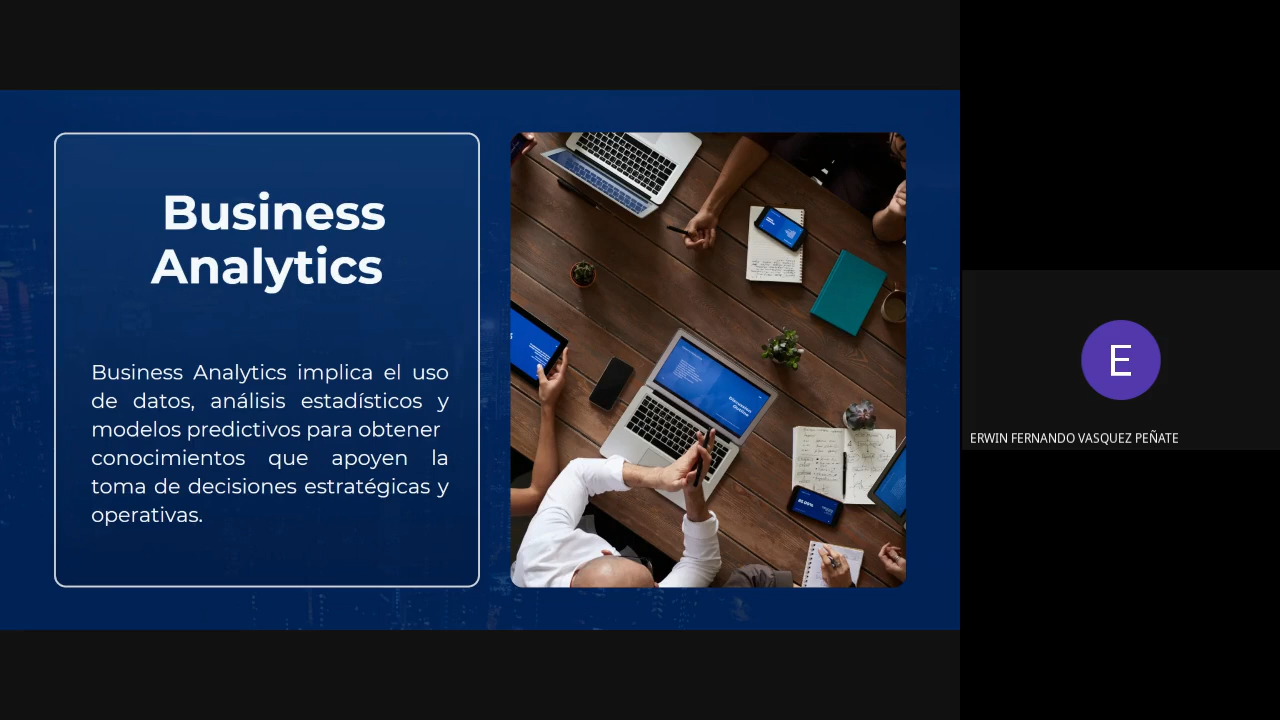 Business
Analytics
Business Analytics implica el uso
de datos, análisis estadísticos y
modelos predictivos para obtener
conocimientos que apoyen la
toma de decisiones estratégicas y
operativas.
E
ERWIN FERNANDO VASQUEZ PEÑATE